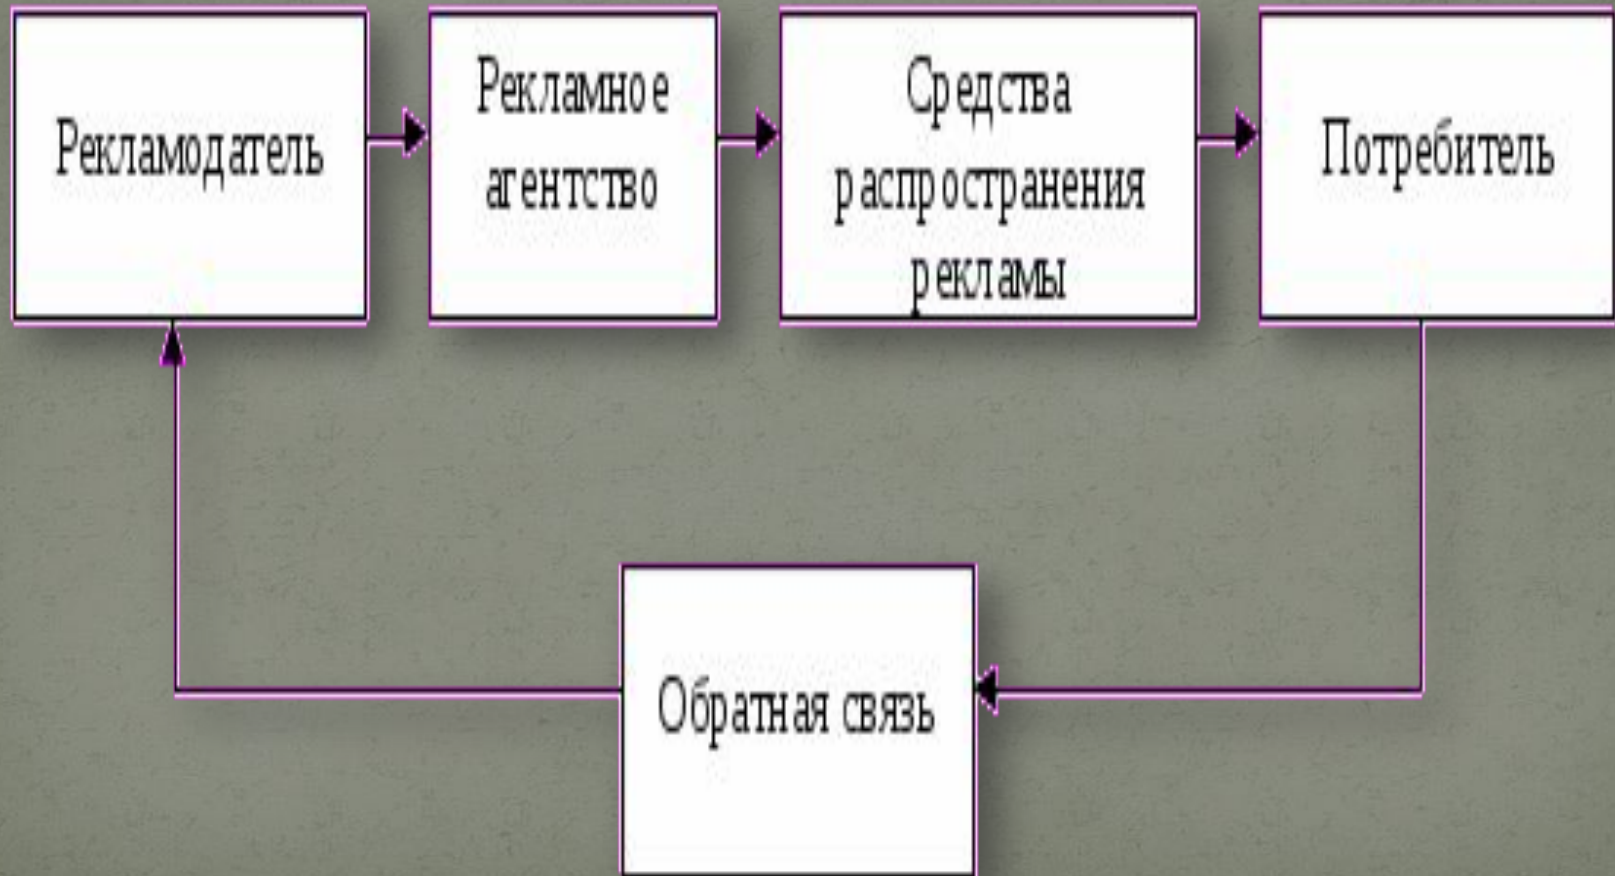 Рекламодатель
Рекламное
агентство
Средства
распространения
рекламы
Потребитель
Обратная связь